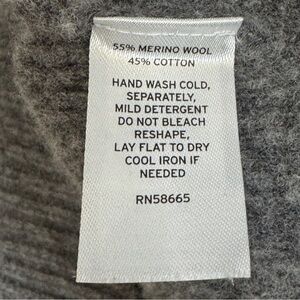 55% MERINO WOOL
45% COTTON
HAND WASH COLD,
SEPARATELY,
MILD DETERGENT
DO NOT BLEACH
RESHAPE,
LAY FLAT TO DRY
COOL IRON IF
NEEDED
RN58665